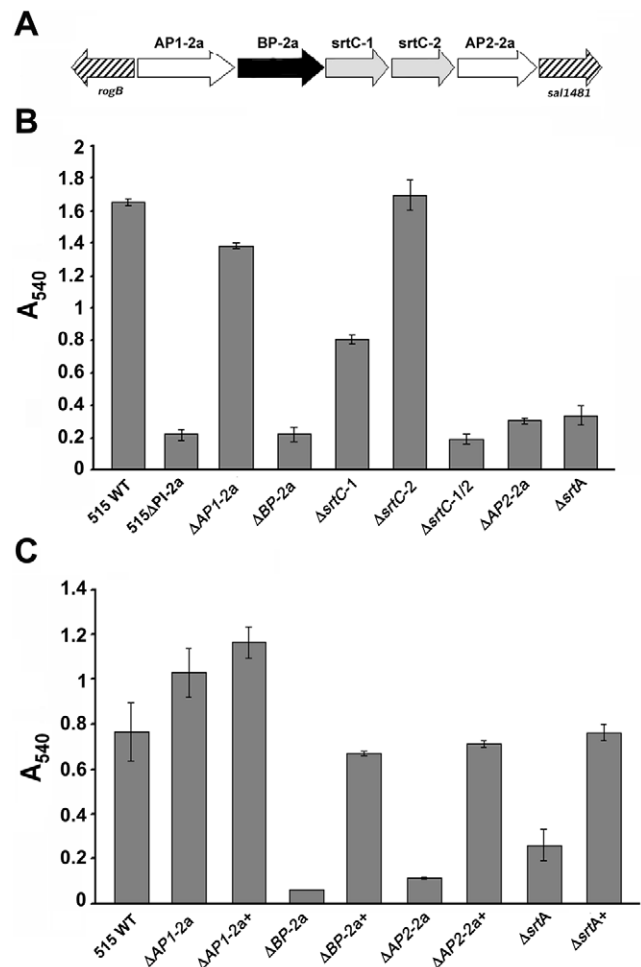 A
AP1-2a BP-2a srtC-1 srtC-2 AP2-2a
rogB sal1481
B
2
1.8
1.6
1.4
1.2
1
0.8
0.6
0.4
0.2
0
A540
515 WT 515ΔPI-2a ΔAP1-2a ΔBP-2a ΔsrtC-1 ΔsrtC-2 ΔsrtC-1/2 ΔAP2-2a ΔsrtA
C
1.4
1.2
1
0.8
0.6
0.4
0.2
0
A540
515 WT ΔAP1-2a ΔAP1-2a+ ΔBP-2a ΔBP-2a+ ΔAP2-2a ΔAP2-2a+ ΔsrtA ΔsrtA+